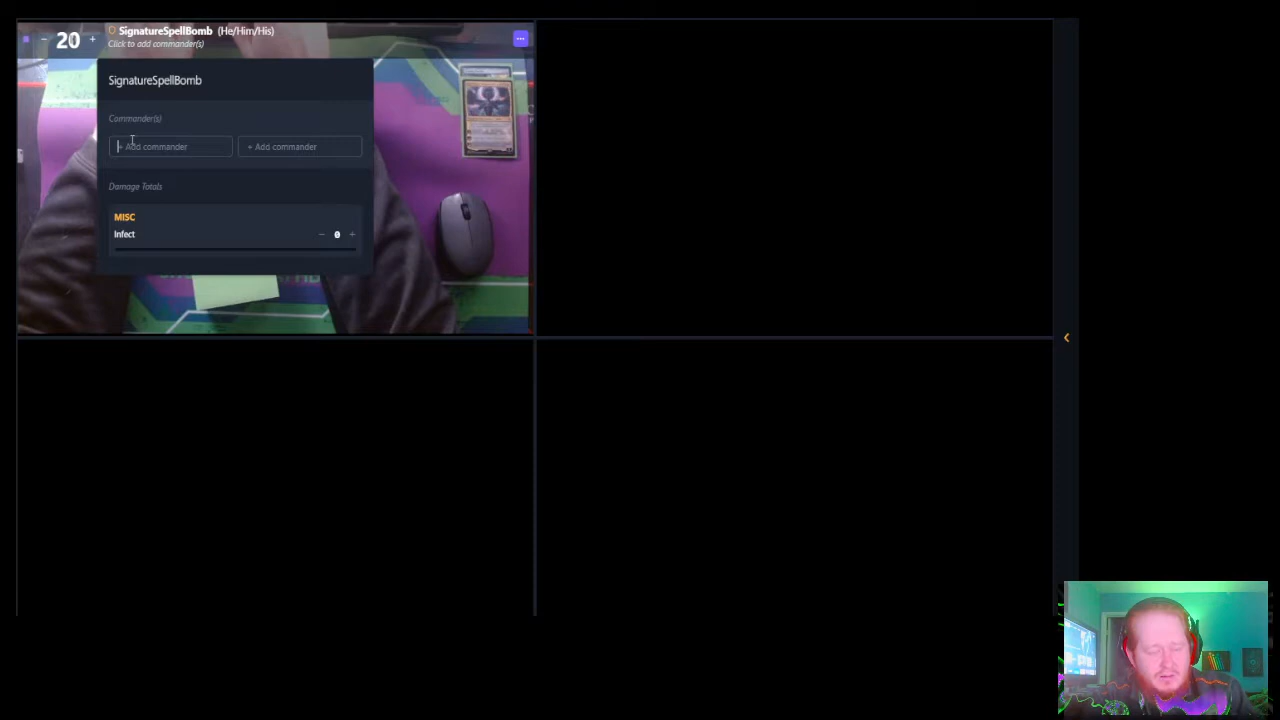 20
SignatureSpellBomb (He/Him/His)
Click to add commander(s)
SignatureSpellBomb
Commander(s)
+ Add commander
+ Add commander
Damage Totals
MISC
Infect
− 0 +